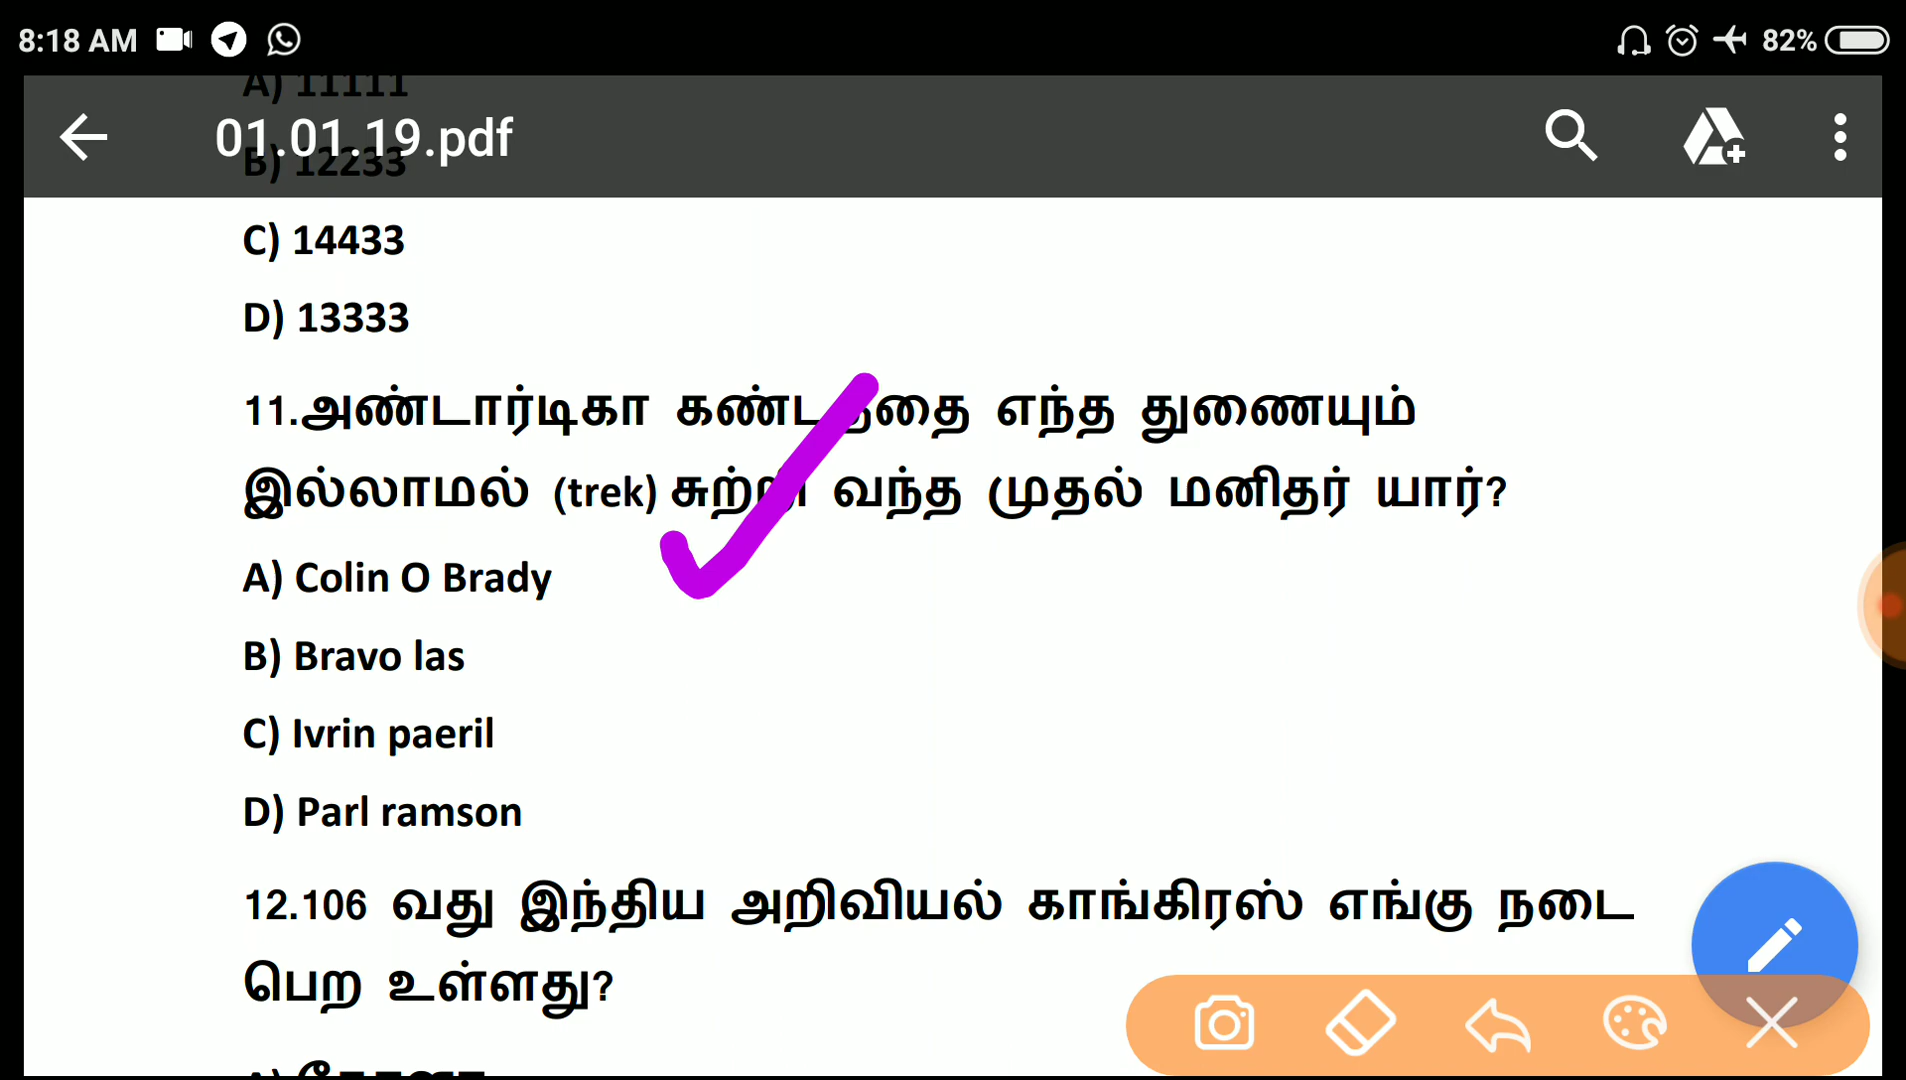 8:18 AM
82%
A) 11111
01.01.19.pdf
B) 12233
C) 14433
D) 13333
11.அண்டார்டிகா கண்டத்தை எந்த துணையும்
இல்லாமல் (trek) சுற்றி வந்த முதல் மனிதர் யார்?
A) Colin O Brady
B) Bravo las
C) Ivrin paeril
D) Parl ramson
12.106 வது இந்திய அறிவியல் காங்கிரஸ் எங்கு நடை
பெற உள்ளது?